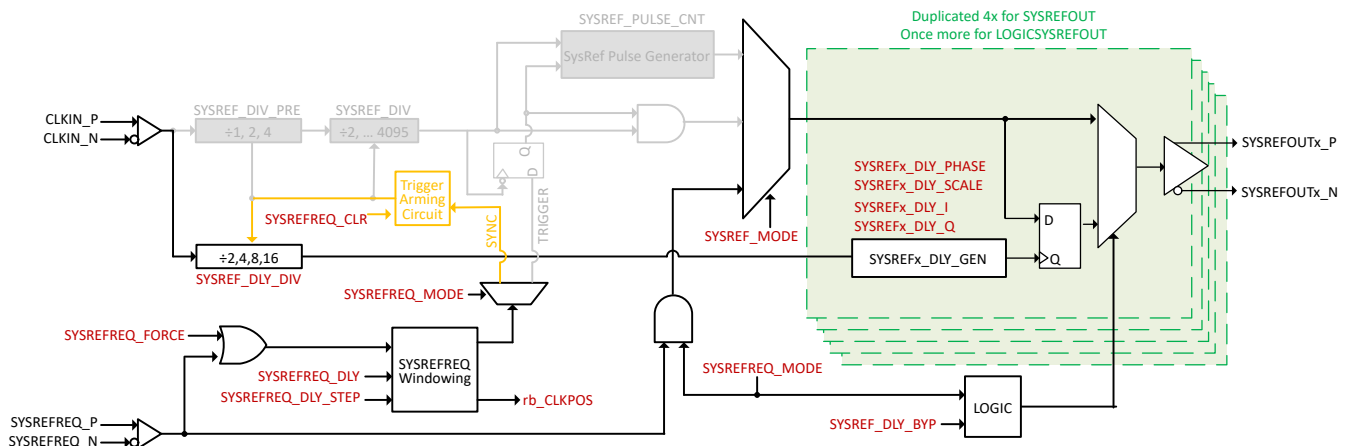 Duplicated 4x for SYSREFOUT
Once more for LOGICSYSREFOUT
SYSREF_PULSE_CNT
SysRef Pulse Generator
SYSREF_DIV_PRE
÷1, 2, 4
SYSREF_DIV
÷2, ... 4095
CLKIN_P
CLKIN_N
Q
D
TRIGGER
SYNC
Trigger
Arming
Circuit
SYSREFREQ_CLR
÷2,4,8,16
SYSREF_DLY_DIV
SYSREF_MODE
SYSREFx_DLY_PHASE
SYSREFx_DLY_SCALE
SYSREFx_DLY_I
SYSREFx_DLY_Q
SYSREFx_DLY_GEN
D
Q
SYSREFOUTx_P
SYSREFOUTx_N
SYSREFREQ_MODE
SYSREFREQ_FORCE
SYSREFREQ_DLY
SYSREFREQ_DLY_STEP
SYSREFREQ
Windowing
rb_CLKPOS
SYSREFREQ_MODE
SYSREF_DLY_BYP
LOGIC
SYSREFREQ_P
SYSREFREQ_N